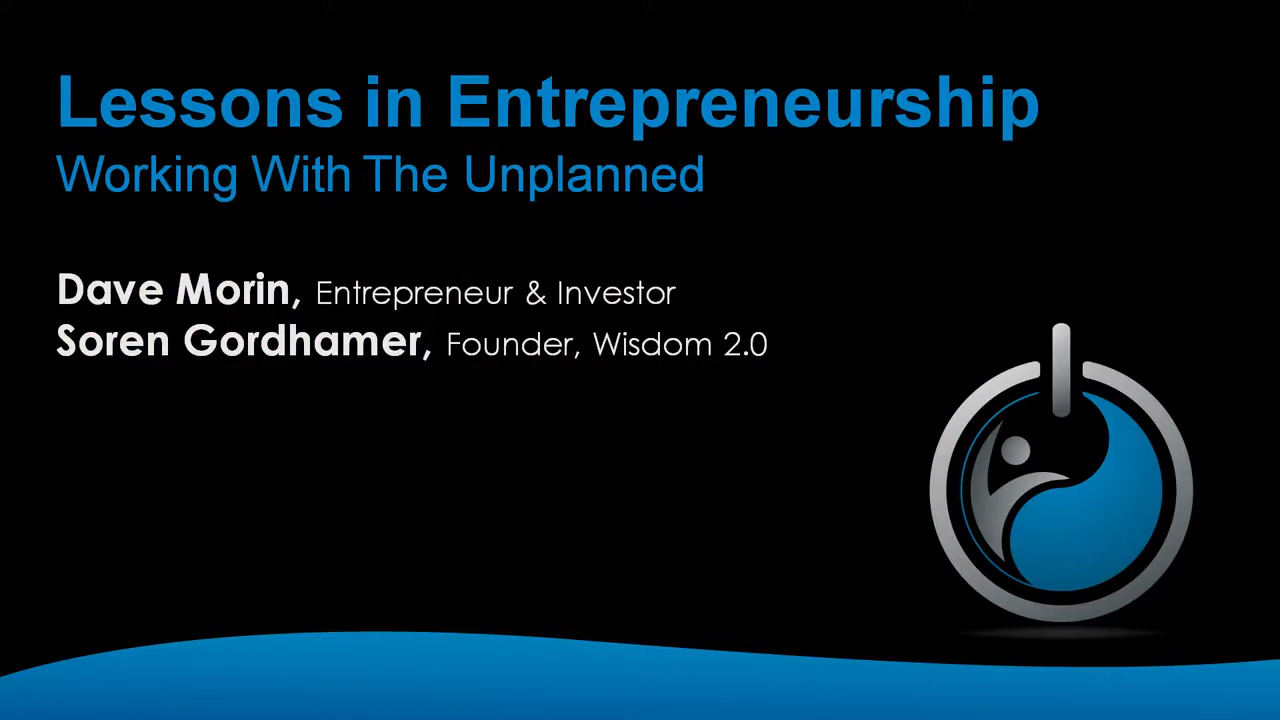 Lessons in Entrepreneurship
Working With The Unplanned
Dave Morin, Entrepreneur & Investor
Soren Gordhamer, Founder, Wisdom 2.0